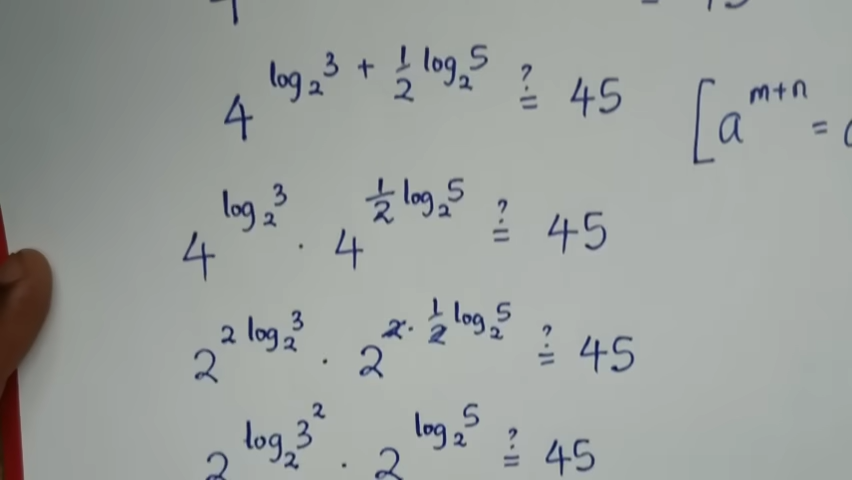 4^{log₂3 + ½ log₂5} ≟ 45 [a^{m+n} =
4^{log₂3} · 4^{½ log₂5} ≟ 45
2^{2 log₂3} · 2^{2 · ½ log₂5} ≟ 45
2^{log₂3²} · 2^{log₂5} ≟ 45